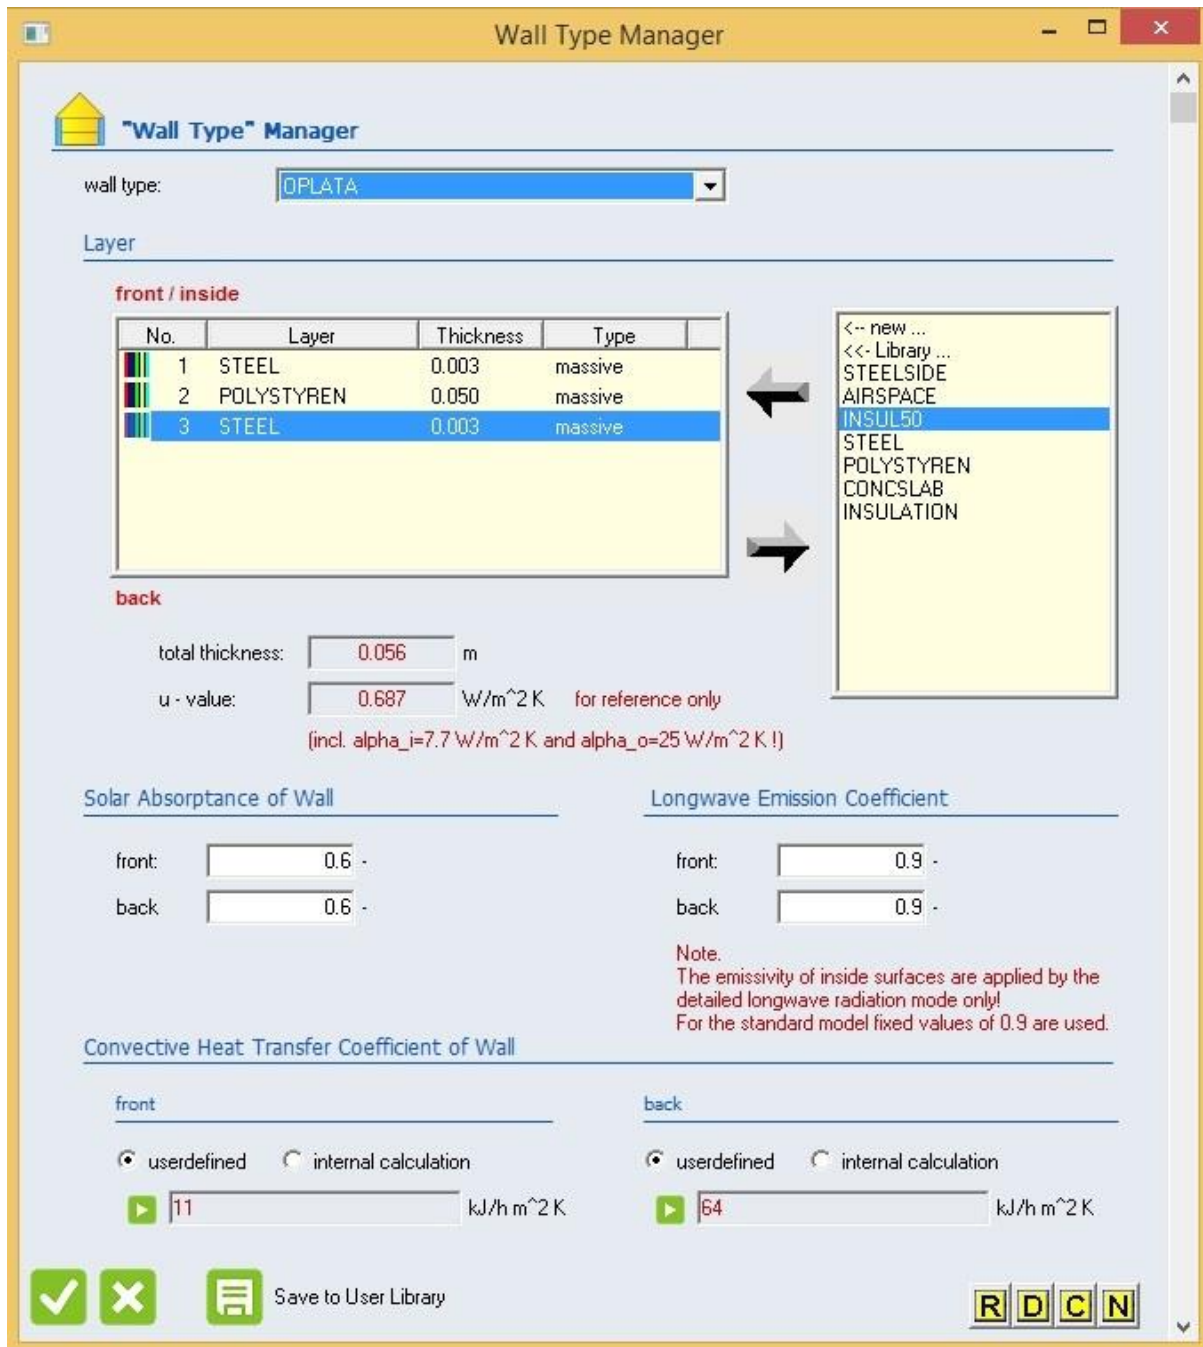 Wall Type Manager
"Wall Type" Manager
wall type: OPLATA
Layer
front / inside
No. Layer Thickness Type
1 STEEL 0.003 massive
2 POLYSTYREN 0.050 massive
3 STEEL 0.003 massive
<-- new ...
<<- Library ...
STEELSIDE
AIRSPACE
INSUL50
STEEL
POLYSTYREN
CONCSLAB
INSULATION
back
total thickness: 0.056 m
u - value: 0.687 W/m^2 K for reference only
(incl. alpha_i=7.7 W/m^2 K and alpha_o=25 W/m^2 K !)
Solar Absorptance of Wall
front: 0.6 -
back 0.6 -
Longwave Emission Coefficient
front: 0.9 -
back 0.9 -
Note.
The emissivity of inside surfaces are applied by the
detailed longwave radiation mode only!
For the standard model fixed values of 0.9 are used.
Convective Heat Transfer Coefficient of Wall
front
userdefined internal calculation
11 kJ/h m^2 K
back
userdefined internal calculation
64 kJ/h m^2 K
Save to User Library
R D C N